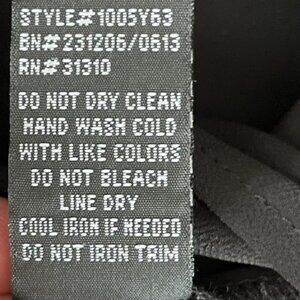 STYLE#1005Y63
BN#231206/0613
RN#31310
DO NOT DRY CLEAN
HAND WASH COLD
WITH LIKE COLORS
DO NOT BLEACH
LINE DRY
COOL IRON IF NEEDED
DO NOT IRON TRIM